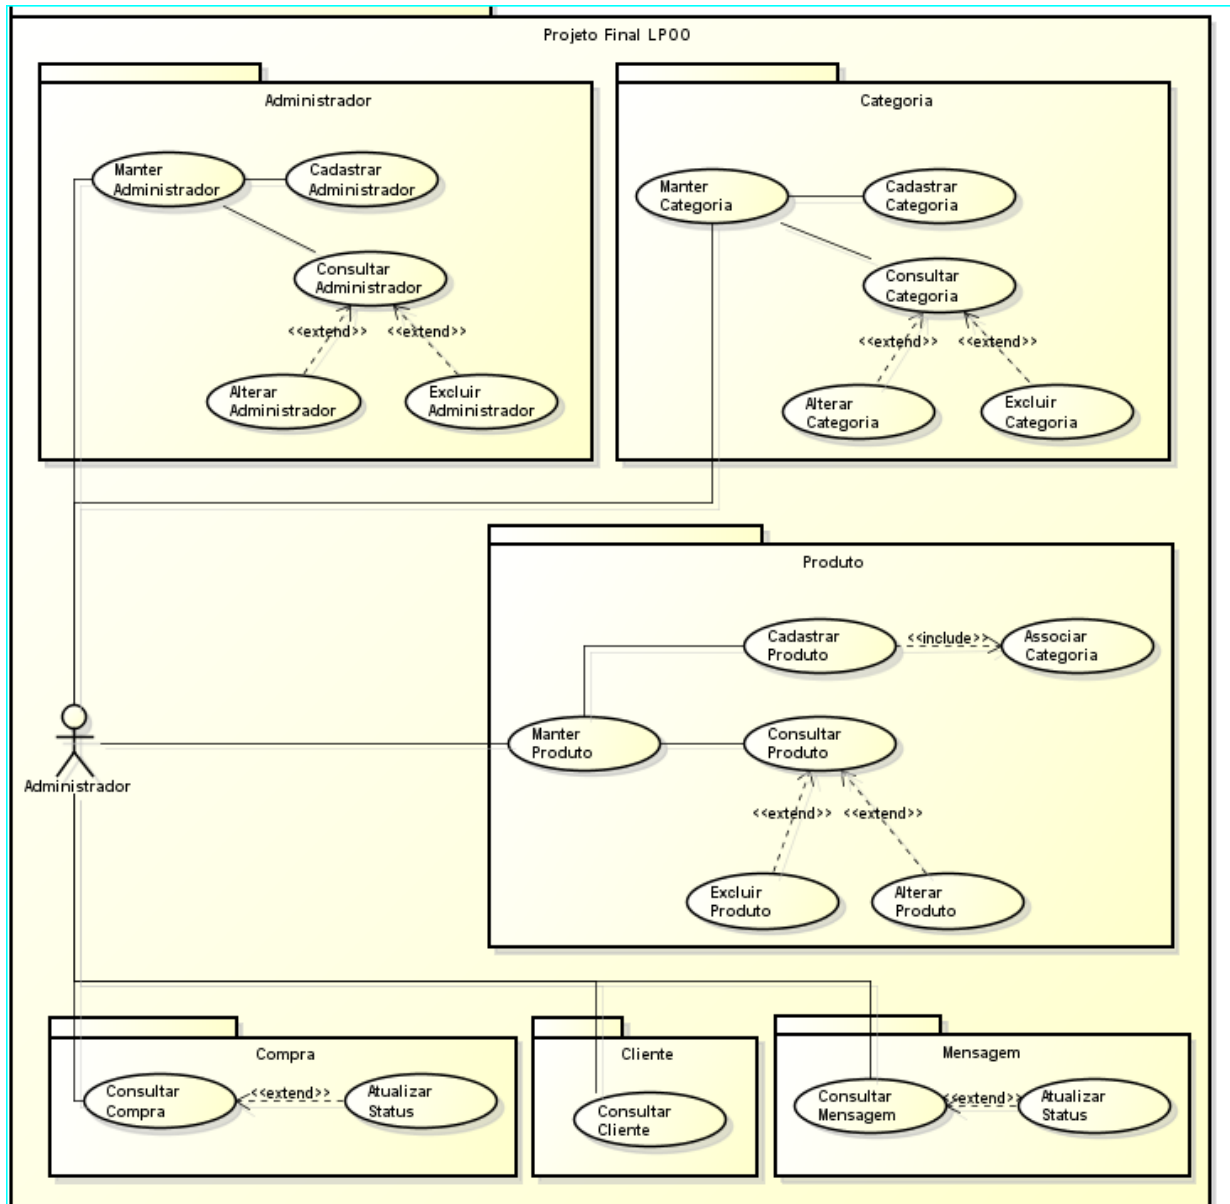 Projeto Final LPOO
Administrador
Manter
Administrador
Cadastrar
Administrador
Consultar
Administrador
<<extend>>
<<extend>>
Alterar
Administrador
Excluir
Administrador
Categoria
Manter
Categoria
Cadastrar
Categoria
Consultar
Categoria
<<extend>>
<<extend>>
Alterar
Categoria
Excluir
Categoria
Produto
Cadastrar
Produto
<<include>>
Associar
Categoria
Manter
Produto
Consultar
Produto
<<extend>>
<<extend>>
Excluir
Produto
Alterar
Produto
Administrador
Compra
Consultar
Compra
<<extend>>
Atualizar
Status
Cliente
Consultar
Cliente
Mensagem
Consultar
Mensagem
<<extend>>
Atualizar
Status